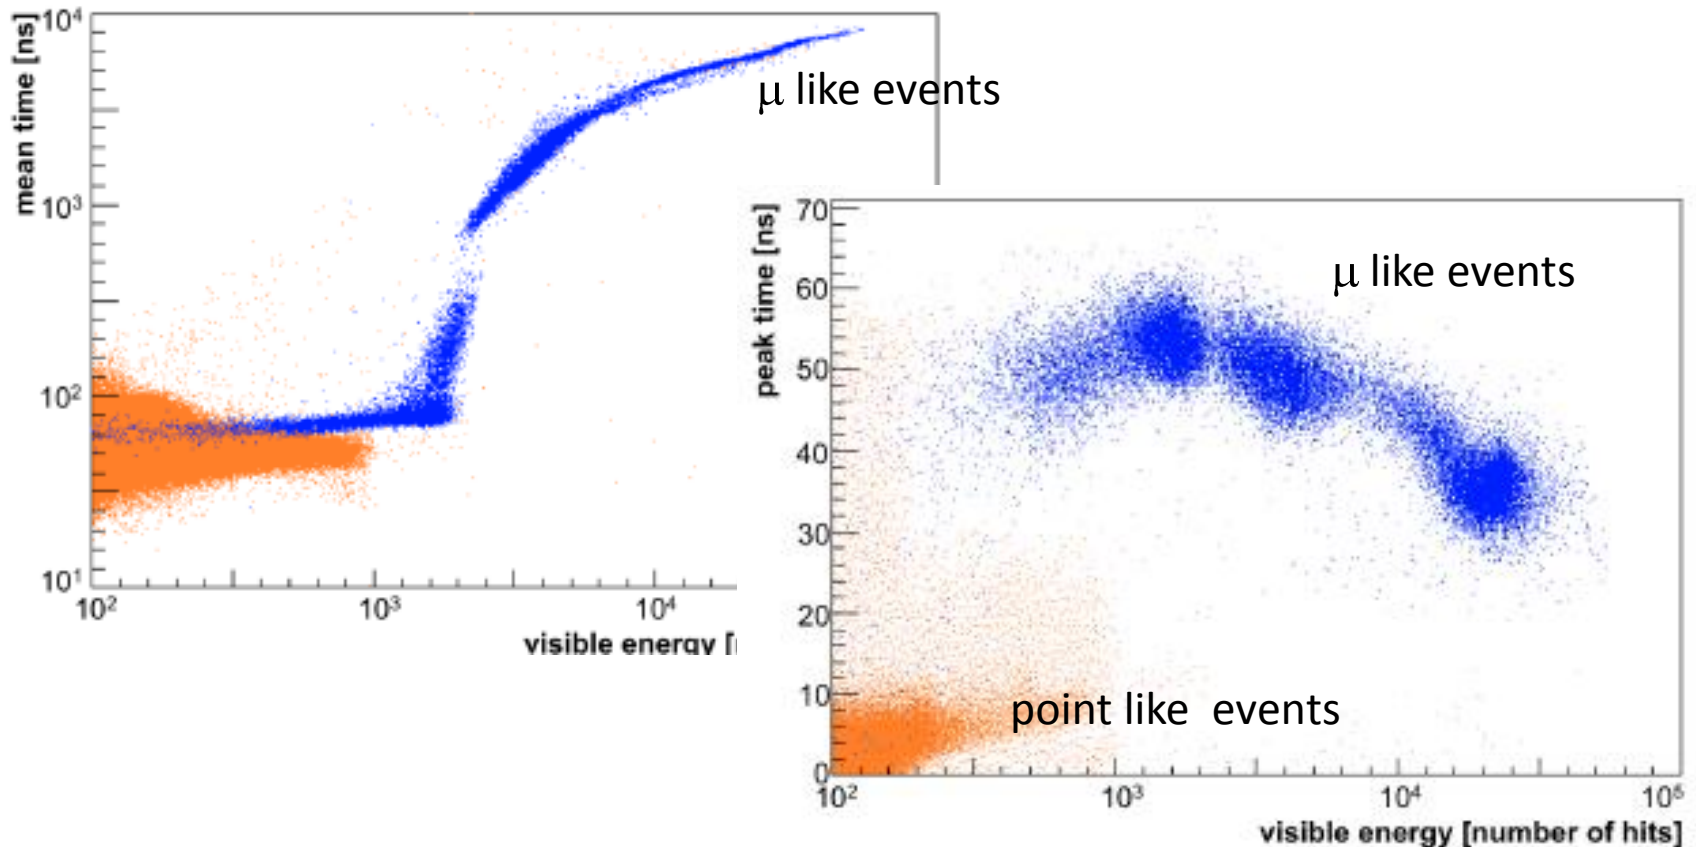 mean time [ns]
10⁴
10³
10²
10¹
10²
10³
10⁴
visible energy [
μ like events
peak time [ns]
70
60
50
40
30
20
10
0
μ like events
point like events
10²
10³
10⁴
10⁵
visible energy [number of hits]